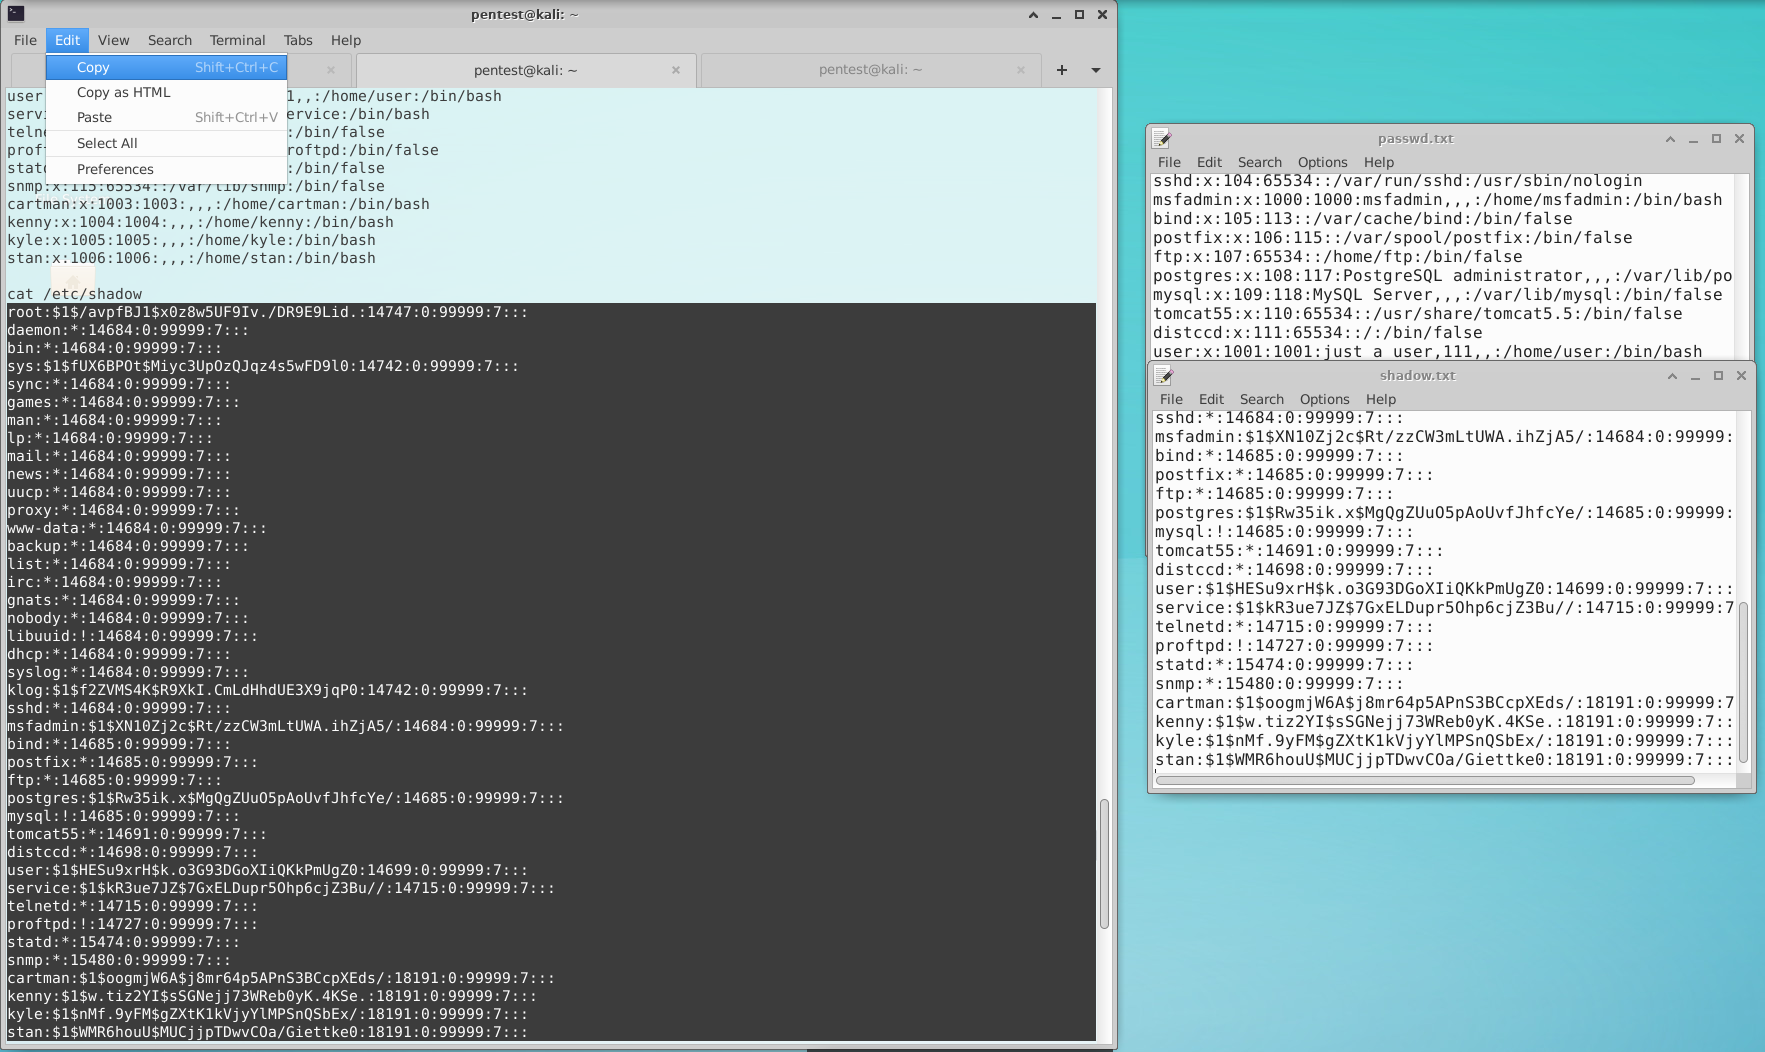 pentest@kali: ~
File Edit View Search Terminal Tabs Help
Copy Shift+Ctrl+C
Copy as HTML
Paste Shift+Ctrl+V
Select All
Preferences
pentest@kali: ~
pentest@kali: ~
user 1,,:/home/user:/bin/bash
servi ervice:/bin/bash
telne :/bin/false
proft roftpd:/bin/false
statd :/bin/false
snmp:x:115:65534::/var/lib/snmp:/bin/false
cartman:x:1003:1003:,,,:/home/cartman:/bin/bash
kenny:x:1004:1004:,,,:/home/kenny:/bin/bash
kyle:x:1005:1005:,,,:/home/kyle:/bin/bash
stan:x:1006:1006:,,,:/home/stan:/bin/bash
cat /etc/shadow
root:$1$/avpfBJ1$x0z8w5UF9Iv./DR9E9Lid.:14747:0:99999:7:::
daemon:*:14684:0:99999:7:::
bin:*:14684:0:99999:7:::
sys:$1$fUX6BPOt$Miyc3UpOzQJqz4s5wFD9l0:14742:0:99999:7:::
sync:*:14684:0:99999:7:::
games:*:14684:0:99999:7:::
man:*:14684:0:99999:7:::
lp:*:14684:0:99999:7:::
mail:*:14684:0:99999:7:::
news:*:14684:0:99999:7:::
uucp:*:14684:0:99999:7:::
proxy:*:14684:0:99999:7:::
www-data:*:14684:0:99999:7:::
backup:*:14684:0:99999:7:::
list:*:14684:0:99999:7:::
irc:*:14684:0:99999:7:::
gnats:*:14684:0:99999:7:::
nobody:*:14684:0:99999:7:::
libuuid:!:14684:0:99999:7:::
dhcp:*:14684:0:99999:7:::
syslog:*:14684:0:99999:7:::
klog:$1$f2ZVMS4K$R9XkI.CmLdHhdUE3X9jqP0:14742:0:99999:7:::
sshd:*:14684:0:99999:7:::
msfadmin:$1$XN10Zj2c$Rt/zzCW3mLtUWA.ihZjA5/:14684:0:99999:7:::
bind:*:14685:0:99999:7:::
postfix:*:14685:0:99999:7:::
ftp:*:14685:0:99999:7:::
postgres:$1$Rw35ik.x$MgQgZUuO5pAoUvfJhfcYe/:14685:0:99999:7:::
mysql:!:14685:0:99999:7:::
tomcat55:*:14691:0:99999:7:::
distccd:*:14698:0:99999:7:::
user:$1$HESu9xrH$k.o3G93DGoXIiQKkPmUgZ0:14699:0:99999:7:::
service:$1$kR3ue7JZ$7GxELDupr5Ohp6cjZ3Bu//:14715:0:99999:7:::
telnetd:*:14715:0:99999:7:::
proftpd:!:14727:0:99999:7:::
statd:*:15474:0:99999:7:::
snmp:*:15480:0:99999:7:::
cartman:$1$oogmjW6A$j8mr64p5APnS3BCcpXEds/:18191:0:99999:7:::
kenny:$1$w.tiz2YI$sSGNejj73WReb0yK.4KSe.:18191:0:99999:7:::
kyle:$1$nMf.9yFM$gZXtK1kVjyYlMPSnQSbEx/:18191:0:99999:7:::
stan:$1$WMR6houU$MUCjjpTDwvCOa/Giettke0:18191:0:99999:7:::
passwd.txt
File Edit Search Options Help
sshd:x:104:65534::/var/run/sshd:/usr/sbin/nologin
msfadmin:x:1000:1000:msfadmin,,,:/home/msfadmin:/bin/bash
bind:x:105:113::/var/cache/bind:/bin/false
postfix:x:106:115::/var/spool/postfix:/bin/false
ftp:x:107:65534::/home/ftp:/bin/false
postgres:x:108:117:PostgreSQL administrator,,,:/var/lib/po
mysql:x:109:118:MySQL Server,,,:/var/lib/mysql:/bin/false
tomcat55:x:110:65534::/usr/share/tomcat5.5:/bin/false
distccd:x:111:65534::/:/bin/false
user:x:1001:1001:just a user,111,,:/home/user:/bin/bash
shadow.txt
File Edit Search Options Help
sshd:*:14684:0:99999:7:::
msfadmin:$1$XN10Zj2c$Rt/zzCW3mLtUWA.ihZjA5/:14684:0:99999:
bind:*:14685:0:99999:7:::
postfix:*:14685:0:99999:7:::
ftp:*:14685:0:99999:7:::
postgres:$1$Rw35ik.x$MgQgZUuO5pAoUvfJhfcYe/:14685:0:99999:
mysql:!:14685:0:99999:7:::
tomcat55:*:14691:0:99999:7:::
distccd:*:14698:0:99999:7:::
user:$1$HESu9xrH$k.o3G93DGoXIiQKkPmUgZ0:14699:0:99999:7:::
service:$1$kR3ue7JZ$7GxELDupr5Ohp6cjZ3Bu//:14715:0:99999:7
telnetd:*:14715:0:99999:7:::
proftpd:!:14727:0:99999:7:::
statd:*:15474:0:99999:7:::
snmp:*:15480:0:99999:7:::
cartman:$1$oogmjW6A$j8mr64p5APnS3BCcpXEds/:18191:0:99999:7
kenny:$1$w.tiz2YI$sSGNejj73WReb0yK.4KSe.:18191:0:99999:7::
kyle:$1$nMf.9yFM$gZXtK1kVjyYlMPSnQSbEx/:18191:0:99999:7:::
stan:$1$WMR6houU$MUCjjpTDwvCOa/Giettke0:18191:0:99999:7:::